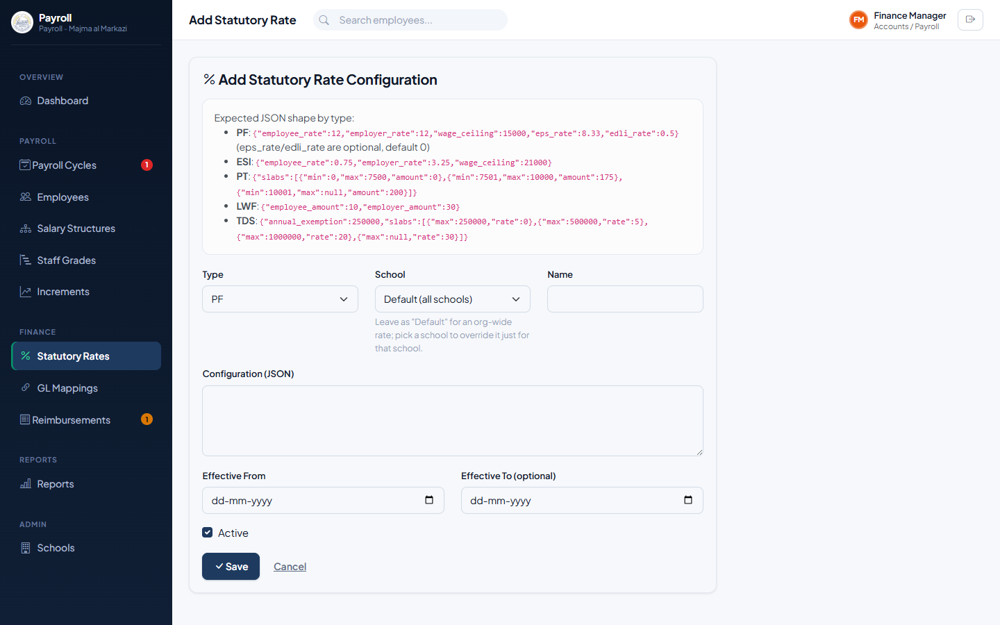 Payroll
Payroll - Majma al Markazi
Add Statutory Rate
Search employees...
FM
Finance Manager
Accounts / Payroll
OVERVIEW
Dashboard
PAYROLL
Payroll Cycles
1
Employees
Salary Structures
Staff Grades
Increments
FINANCE
Statutory Rates
GL Mappings
Reimbursements
1
REPORTS
Reports
ADMIN
Schools
% Add Statutory Rate Configuration
Expected JSON shape by type:
• PF: {"employee_rate":12,"employer_rate":12,"wage_ceiling":15000,"eps_rate":8.33,"edli_rate":0.5}
(eps_rate/edli_rate are optional, default 0)
• ESI: {"employee_rate":0.75,"employer_rate":3.25,"wage_ceiling":21000}
• PT: {"slabs":[{"min":0,"max":7500,"amount":0},{"min":7501,"max":10000,"amount":175},
{"min":10001,"max":null,"amount":200}]}
• LWF: {"employee_amount":10,"employer_amount":30}
• TDS: {"annual_exemption":250000,"slabs":[{"max":250000,"rate":0},{"max":500000,"rate":5},
{"max":1000000,"rate":20},{"max":null,"rate":30}]}
Type
School
Name
PF
Default (all schools)
Leave as "Default" for an org-wide
rate; pick a school to override it just for
that school.
Configuration (JSON)
Effective From
Effective To (optional)
dd-mm-yyyy
dd-mm-yyyy
Active
Save
Cancel